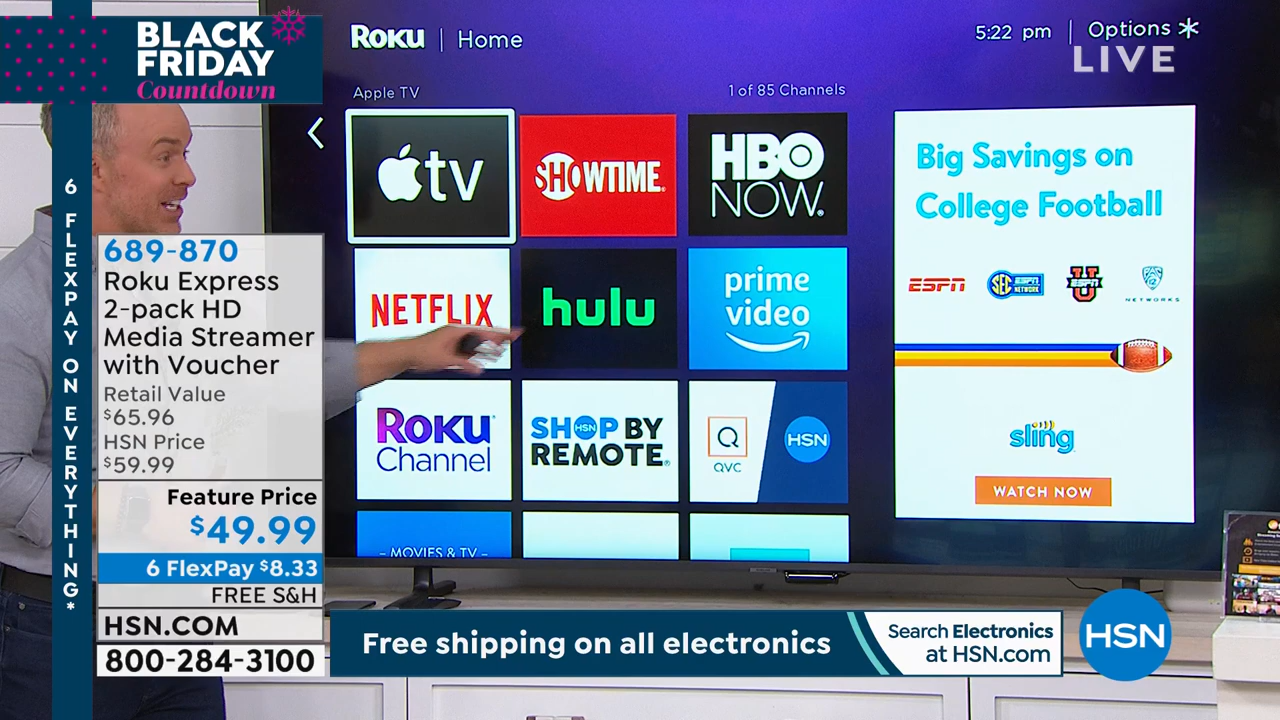 BLACK
FRIDAY
Countdown
6 FLEXPAY ON EVERYTHING*
689-870
Roku Express
2-pack HD
Media Streamer
with Voucher
Retail Value
$65.96
HSN Price
$59.99
Feature Price
$49.99
6 FlexPay $8.33
FREE S&H
HSN.COM
800-284-3100
ROKU | Home
5:22 pm | Options *
LIVE
Apple TV
1 of 85 Channels
tv
SHOWTIME
HBO
NOW.
NETFLIX
hulu
prime
video
ROKU
Channel
SHOP BY
HSN
REMOTE.
Q
QVC
HSN
- MOVIES & TV -
Big Savings on
College Football
ESPN
SEC ESPN NETWORK
U
PAC 12
NETWORKS
sling
WATCH NOW
Free shipping on all electronics
Search Electronics
at HSN.com
HSN